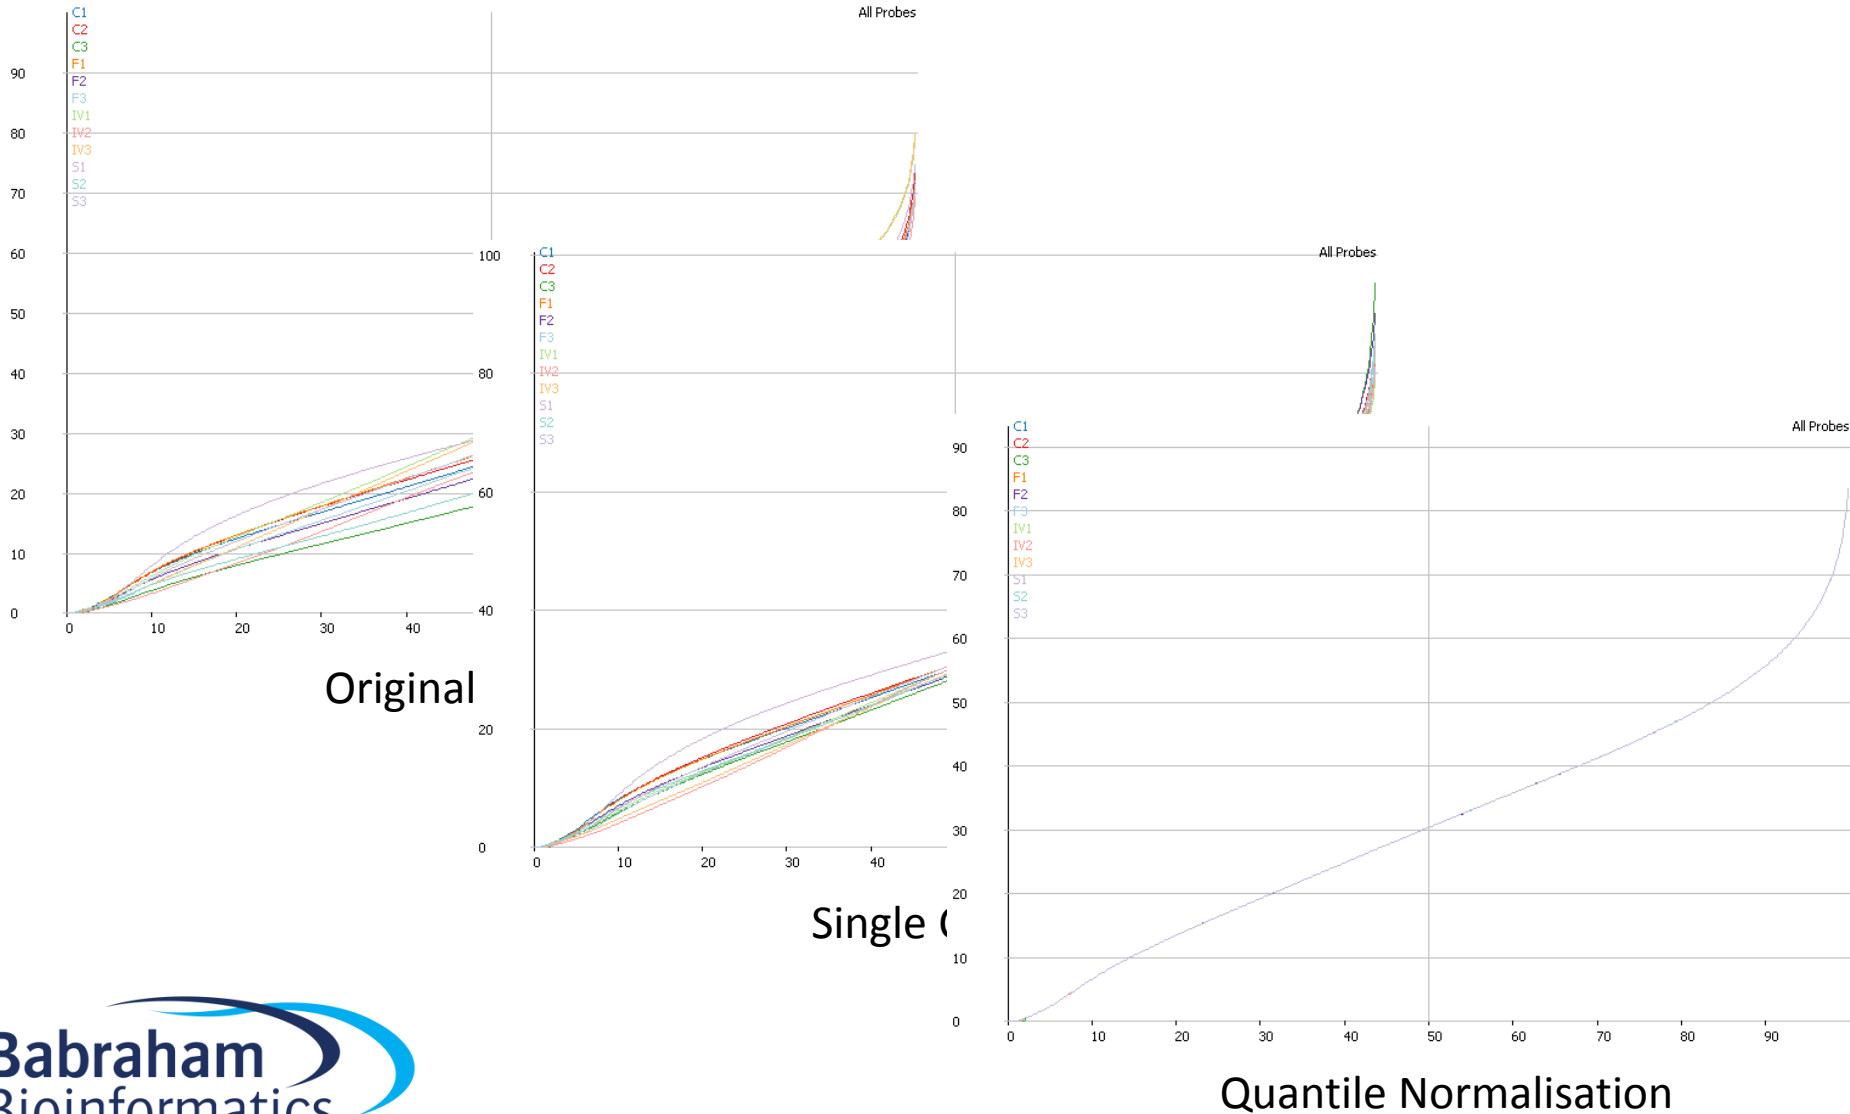 C1
C2
C3
F1
F2
F3
IV1
IV2
IV3
S1
S2
S3
All Probes
90
80
70
60
50
40
30
20
10
0
0 10 20 30 40
Original
C1
C2
C3
F1
F2
F3
IV1
IV2
IV3
S1
S2
S3
All Probes
100
80
60
40
20
0
0 10 20 30 40
Single
C1
C2
C3
F1
F2
F3
IV1
IV2
IV3
S1
S2
S3
All Probes
90
80
70
60
50
40
30
20
10
0
0 10 20 30 40 50 60 70 80 90
Quantile Normalisation
Babraham
Bioinformatics